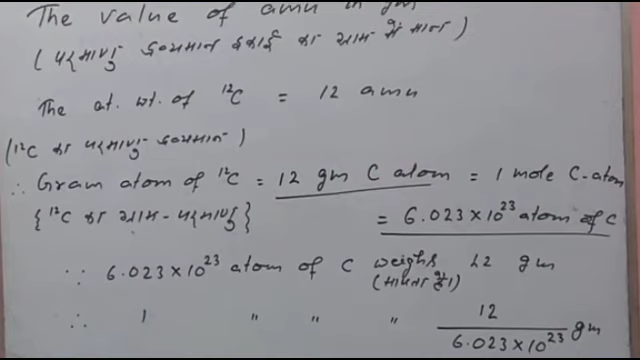 The value of amu in gm
(परमाणु द्रव्यमान इकाई का ग्राम में मान)
The at. wt. of ¹²C = 12 amu
(¹²C का परमाणु द्रव्यमान)
∴ Gram atom of ¹²C = 12 gm C atom = 1 mole C-atom
{¹²C का ग्राम-परमाणु} = 6.023×10²³ atom of C
∵ 6.023×10²³ atom of C weighs 12 gm
∴ 1 " " " 12/6.023×10²³ gm